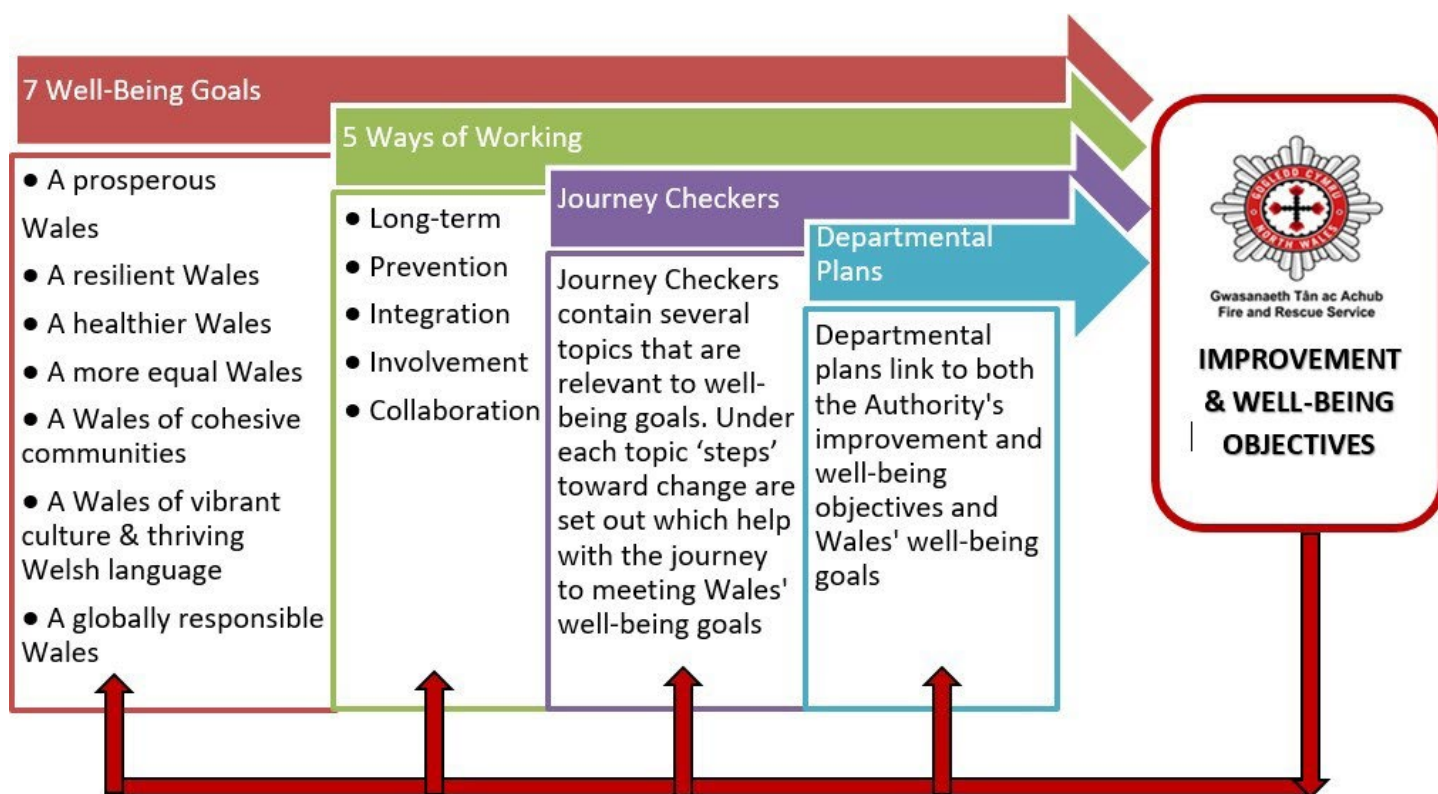 7 Well-Being Goals
● A prosperous
Wales
● A resilient Wales
● A healthier Wales
● A more equal Wales
● A Wales of cohesive
communities
● A Wales of vibrant
culture & thriving
Welsh language
● A globally responsible
Wales
5 Ways of Working
● Long-term
● Prevention
● Integration
● Involvement
● Collaboration
Journey Checkers
Journey Checkers
contain several
topics that are
relevant to well-
being goals. Under
each topic ‘steps’
toward change are
set out which help
with the journey
to meeting Wales'
well-being goals
Departmental
Plans
Departmental
plans link to both
the Authority's
improvement and
well-being
objectives and
Wales' well-being
goals
GOGLEDD CYMRU
NORTH WALES
Gwasanaeth Tân ac Achub
Fire and Rescue Service
IMPROVEMENT
& WELL-BEING
OBJECTIVES